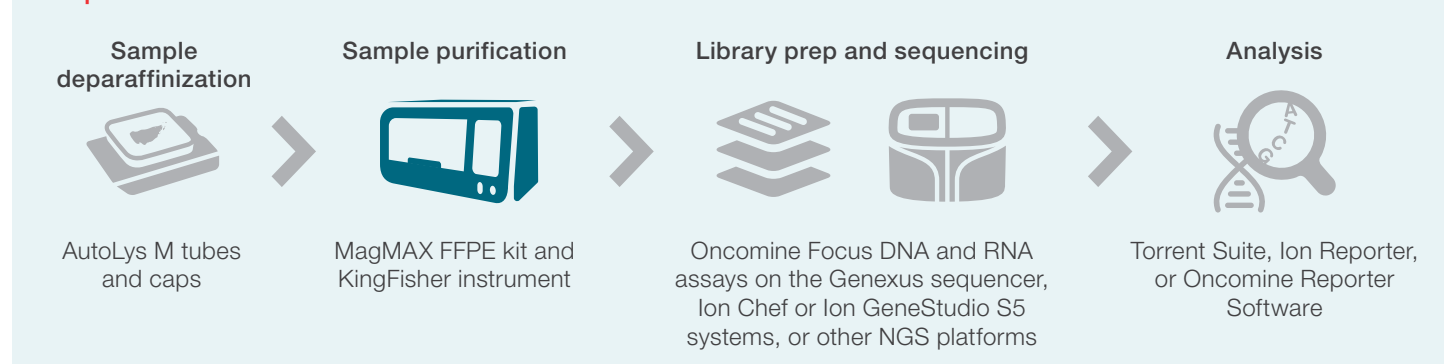 Sample
deparaffinization
Sample purification
Library prep and sequencing
Analysis
A
T
C
G
AutoLys M tubes
and caps
MagMAX FFPE kit and
KingFisher instrument
Oncomine Focus DNA and RNA
assays on the Genexus sequencer,
Ion Chef or Ion GeneStudio S5
systems, or other NGS platforms
Torrent Suite, Ion Reporter,
or Oncomine Reporter
Software